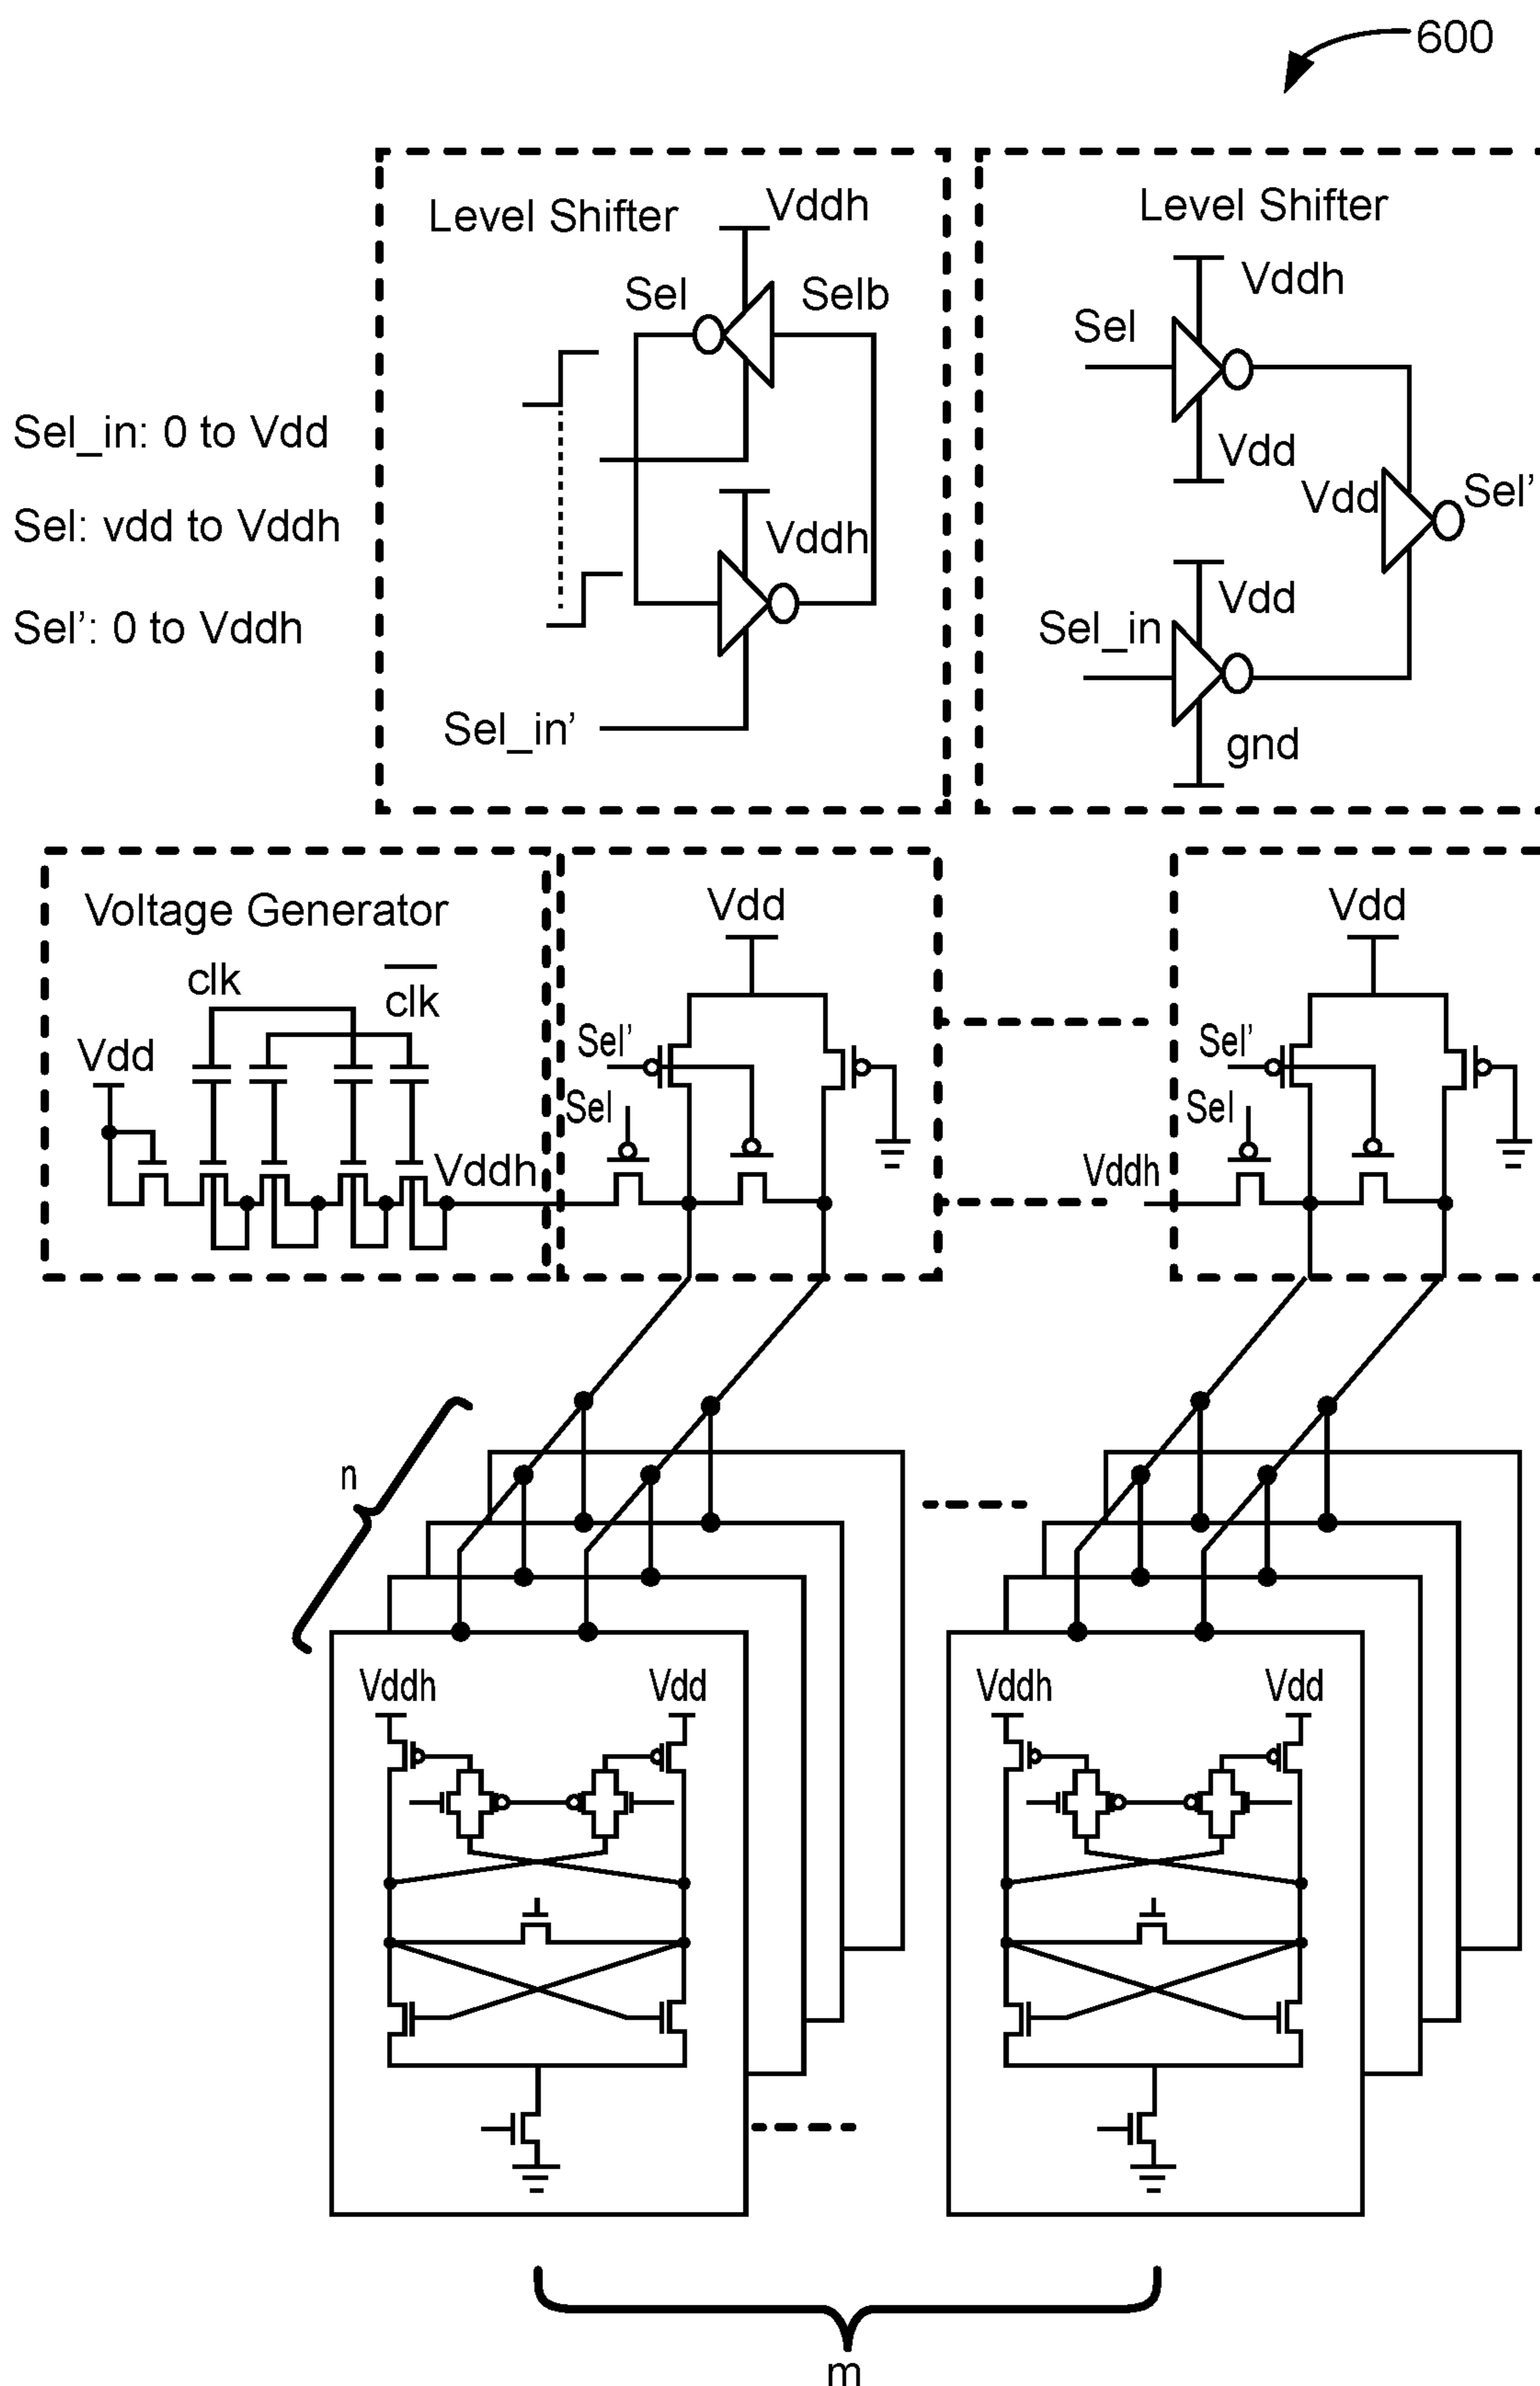 600
Level Shifter
Vddh
Sel
Selb
Vddh
Sel_in'
Level Shifter
Vddh
Sel
Vdd
Vdd
Sel'
Vdd
Sel_in
gnd
Sel_in: 0 to Vdd
Sel: vdd to Vddh
Sel': 0 to Vddh
Voltage Generator
clk
clk
Vdd
Vddh
Vdd
Sel'
Sel
Vdd
Sel'
Sel
Vddh
n
Vddh
Vdd
Vddh
Vdd
m